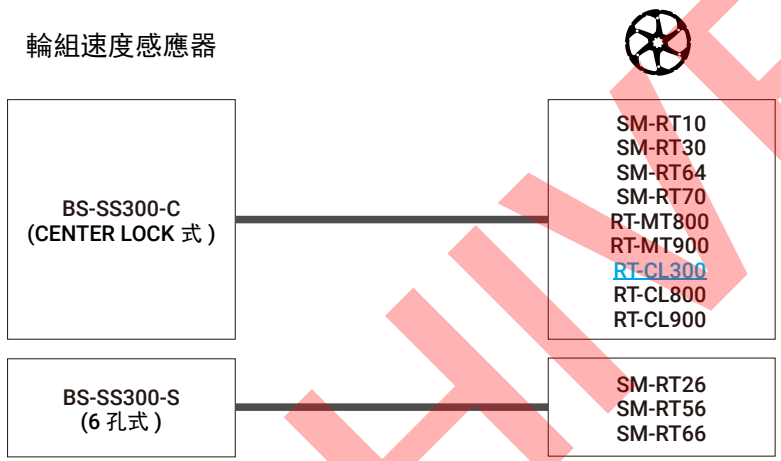 輪組速度感應器
BS-SS300-C
(CENTER LOCK 式 )
SM-RT10
SM-RT30
SM-RT64
SM-RT70
RT-MT800
RT-MT900
RT-CL300
RT-CL800
RT-CL900
BS-SS300-S
(6 孔式 )
SM-RT26
SM-RT56
SM-RT66